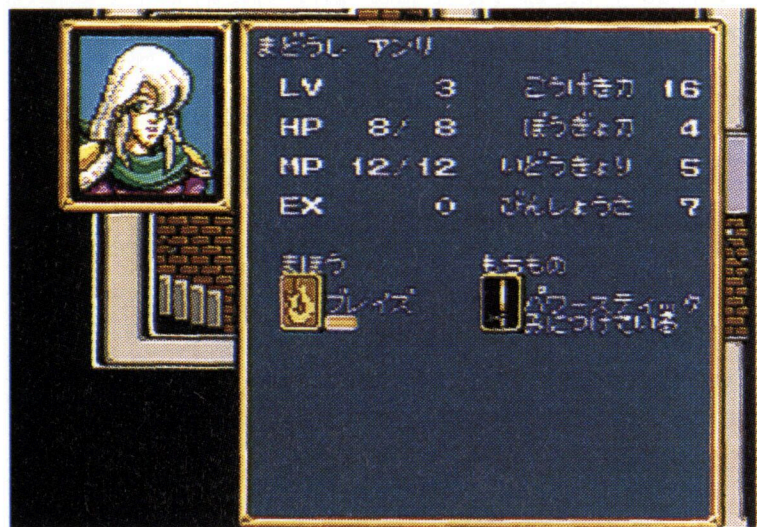 まどうし アンリ
LV 3 こうげき力 16
HP 8/ 8 ぼうぎょ力 4
MP 12/12 いどうきょり 5
EX 0 びんしょうさ 7
まほう もちもの
ブレイズ パワースティック
みにつけている